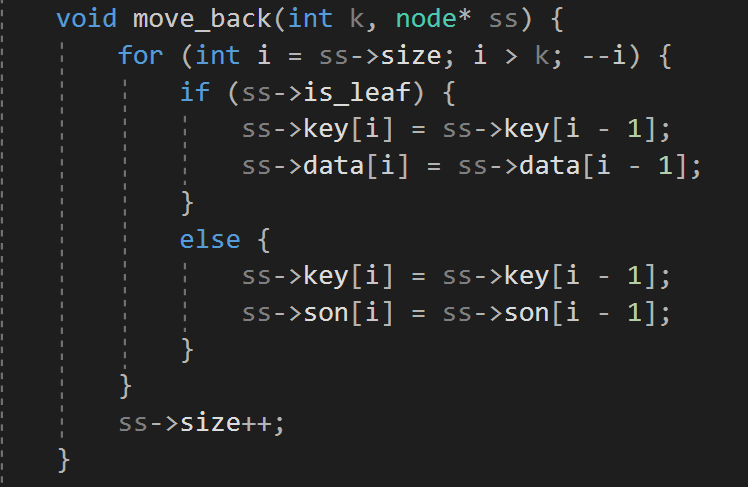 void move_back(int k, node* ss) {
    for (int i = ss->size; i > k; --i) {
        if (ss->is_leaf) {
            ss->key[i] = ss->key[i - 1];
            ss->data[i] = ss->data[i - 1];
        }
        else {
            ss->key[i] = ss->key[i - 1];
            ss->son[i] = ss->son[i - 1];
        }
    }
    ss->size++;
}